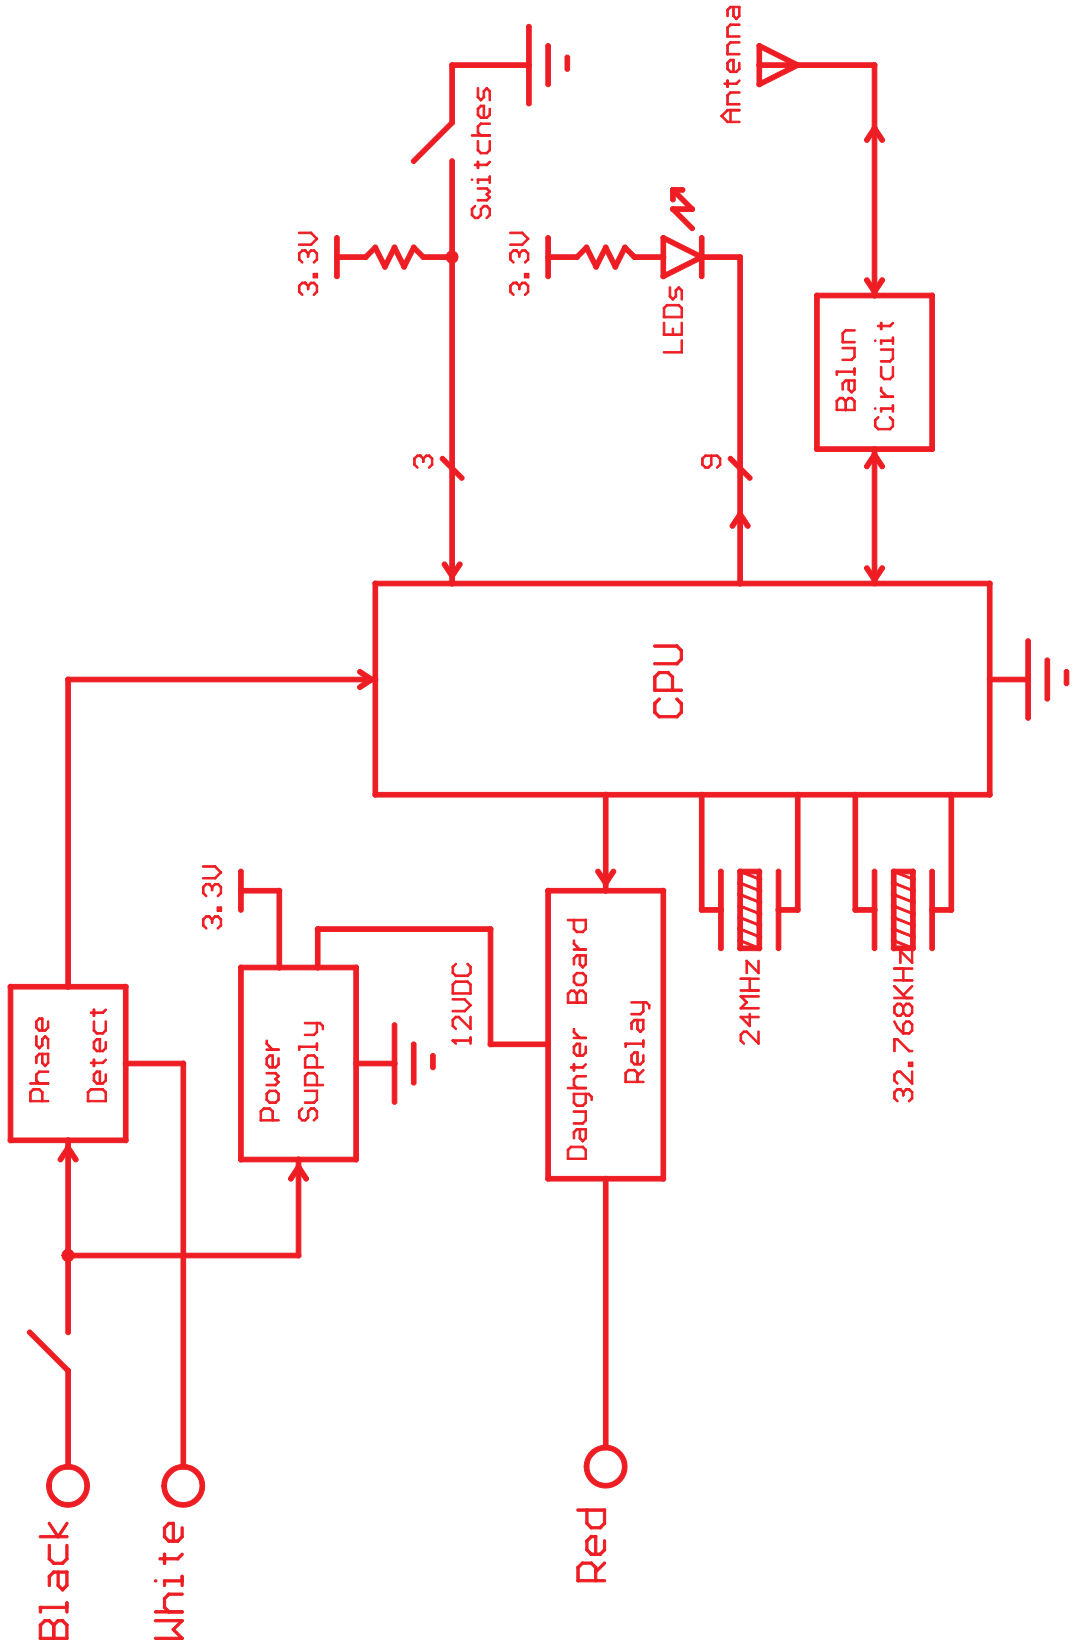 Black
White
Red
Phase
Detect
Power
Supply
3.3V
12VDC
Daughter Board
Relay
24MHz
32.768KHz
CPU
3
9
3.3V
Switches
3.3V
LEDs
Balun
Circuit
Antenna